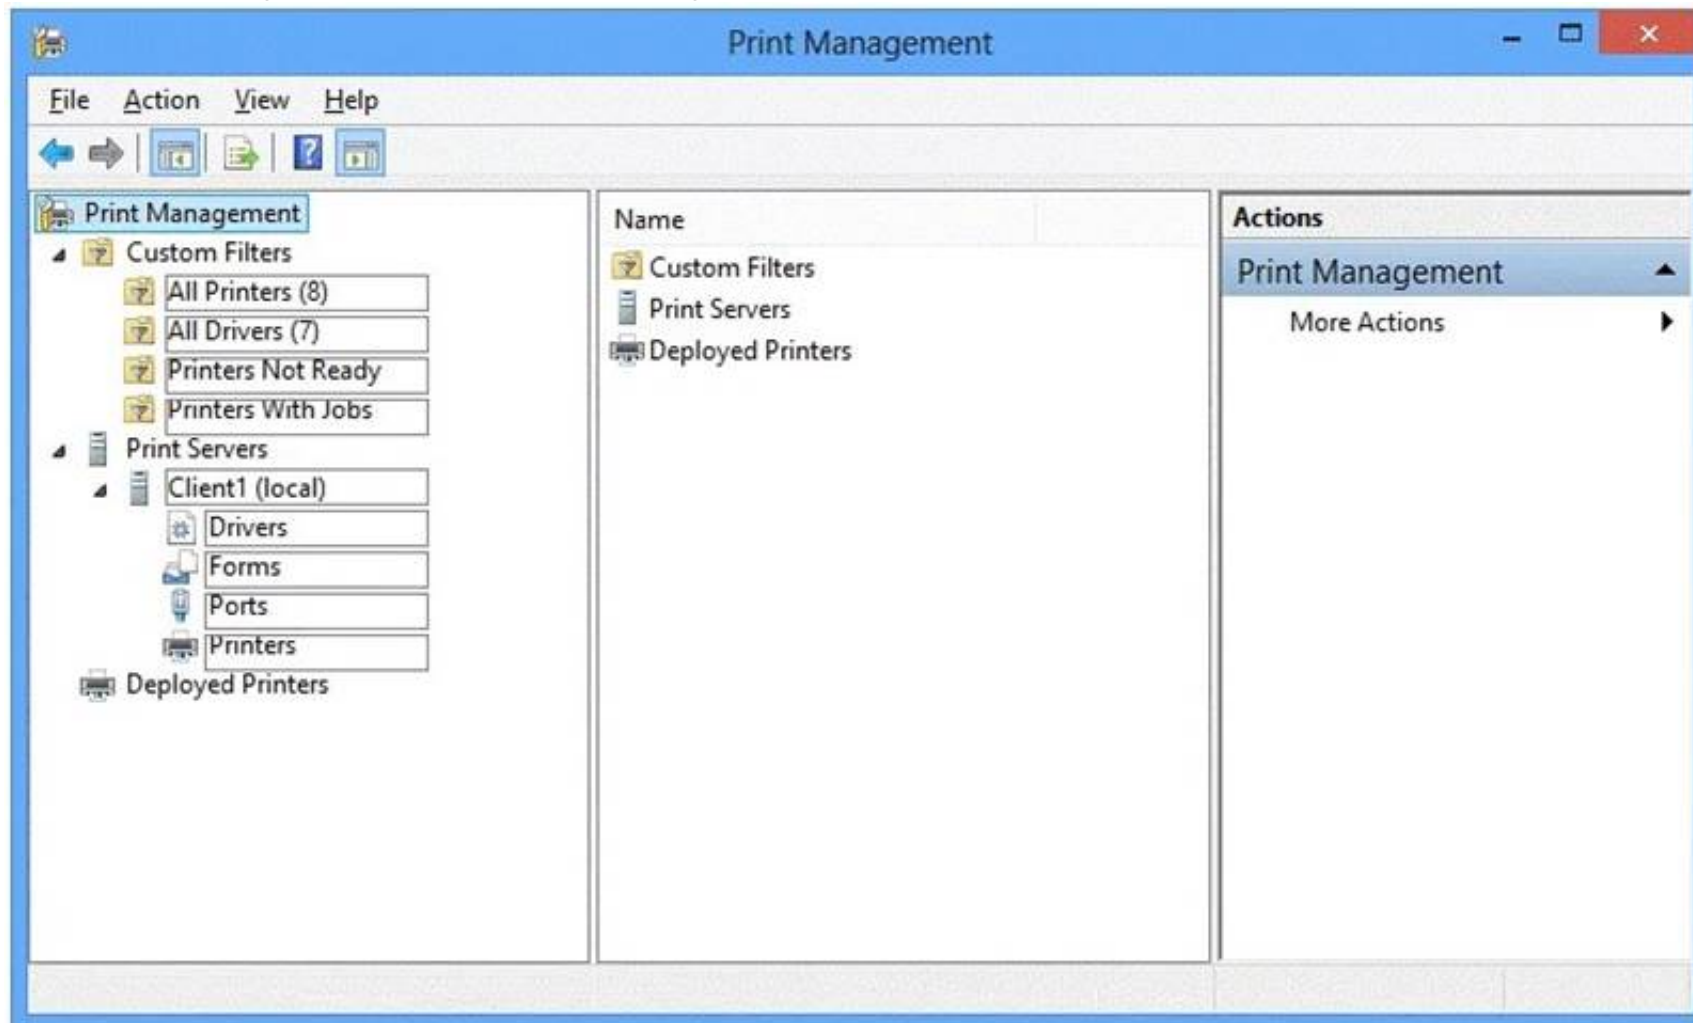 Print Management
File Action View Help
Print Management
Custom Filters
All Printers (8)
All Drivers (7)
Printers Not Ready
Printers With Jobs
Print Servers
Client1 (local)
Drivers
Forms
Ports
Printers
Deployed Printers
Name
Custom Filters
Print Servers
Deployed Printers
Actions
Print Management
More Actions